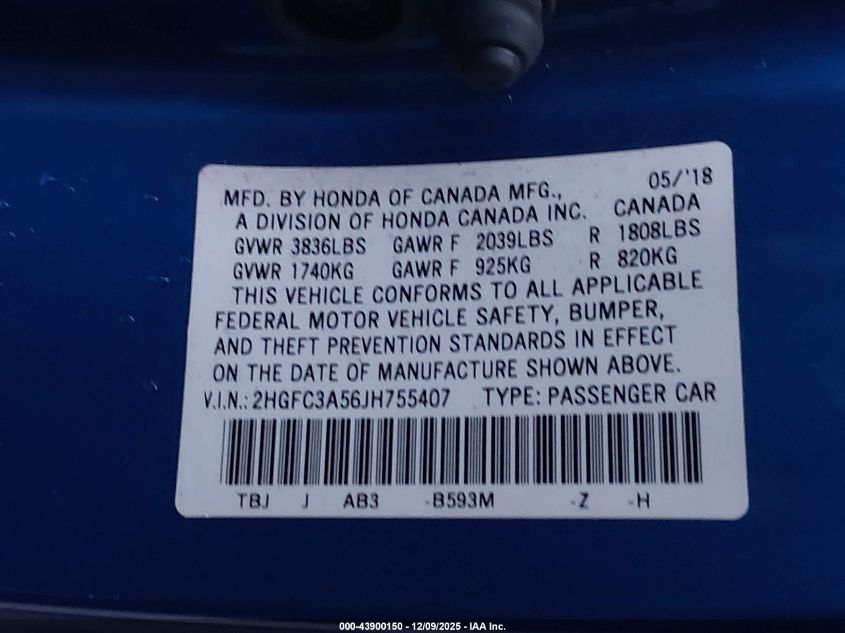 05/'18
MFD. BY HONDA OF CANADA MFG.,
A DIVISION OF HONDA CANADA INC. CANADA
GVWR 3836LBS GAWR F 2039LBS R 1808LBS
GVWR 1740KG GAWR F 925KG R 820KG
THIS VEHICLE CONFORMS TO ALL APPLICABLE
FEDERAL MOTOR VEHICLE SAFETY, BUMPER,
AND THEFT PREVENTION STANDARDS IN EFFECT
ON THE DATE OF MANUFACTURE SHOWN ABOVE.
V.I.N.: 2HGFC3A56JH755407 TYPE: PASSENGER CAR
TBJ J AB3 -B593M -Z -H
000-43900150 - 12/09/2025 - IAA Inc.